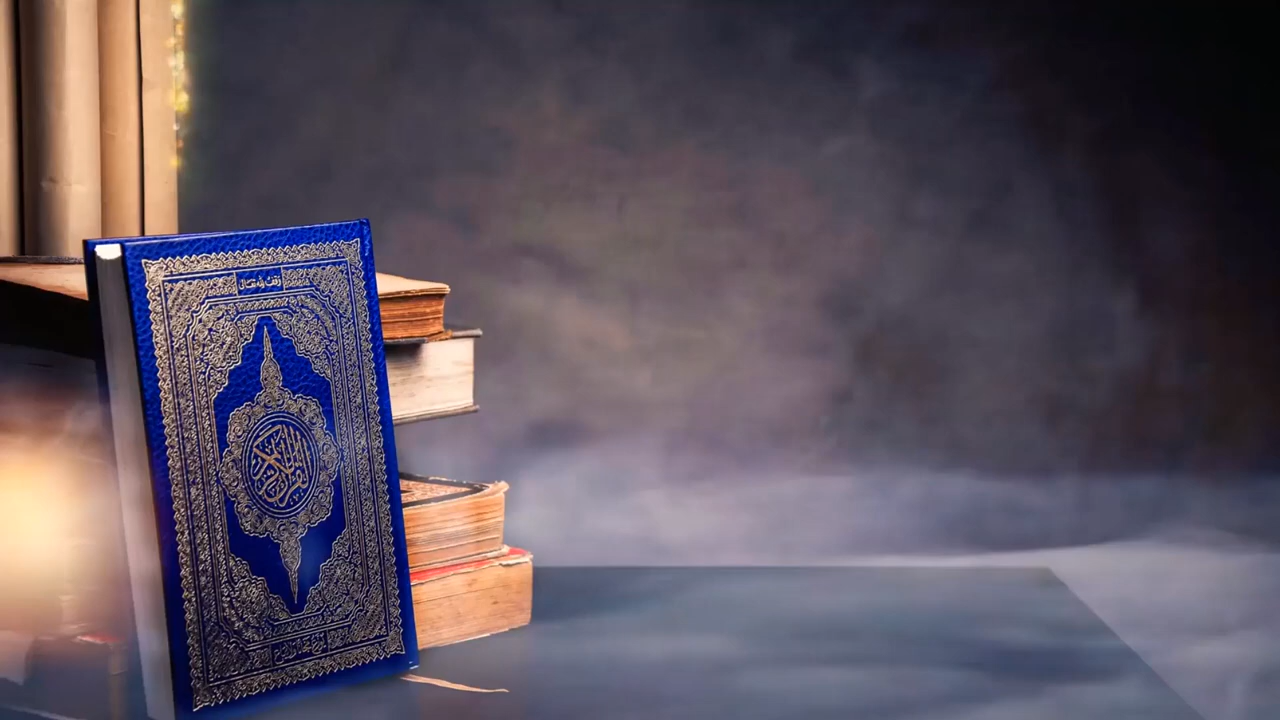 وقف لله تعالى
القرآن الكريم